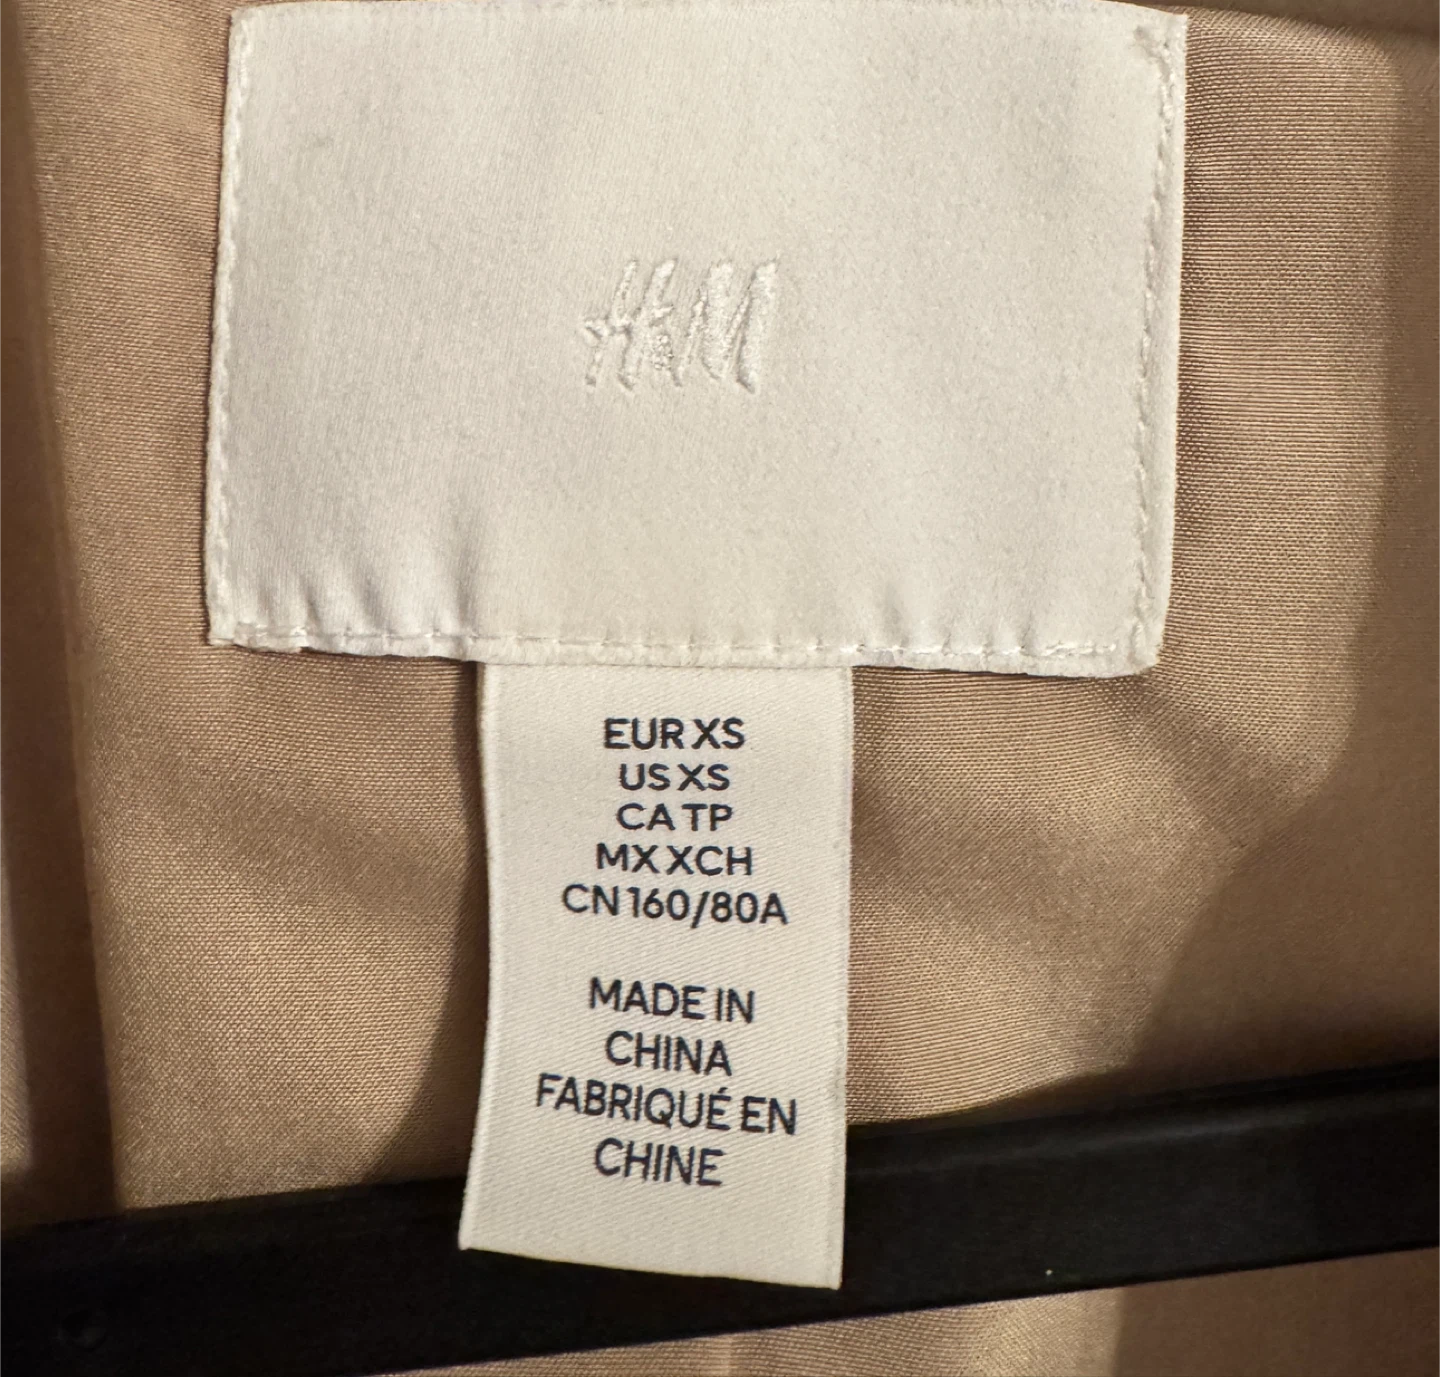 H&M
EUR XS
US XS
CA TP
MX XCH
CN 160/80A
MADE IN
CHINA
FABRIQUÉ EN
CHINE